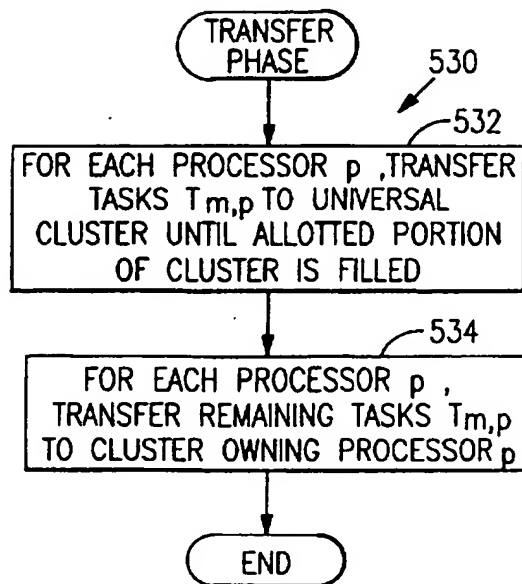 TRANSFER
PHASE
530
532
FOR EACH PROCESSOR p ,TRANSFER
TASKS Tm,p TO UNIVERSAL
CLUSTER UNTIL ALLOTTED PORTION
OF CLUSTER IS FILLED
534
FOR EACH PROCESSOR p ,
TRANSFER REMAINING TASKS Tm,p
TO CLUSTER OWNING PROCESSOR p
END